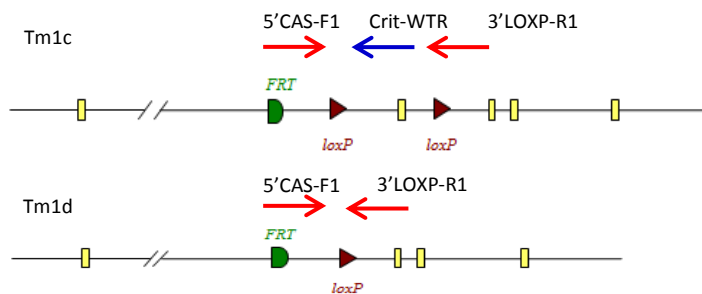 5'CAS-F1 Crit-WTR 3'LOXP-R1
Tm1c
FRT
loxP loxP
5'CAS-F1 3'LOXP-R1
Tm1d
FRT
loxP